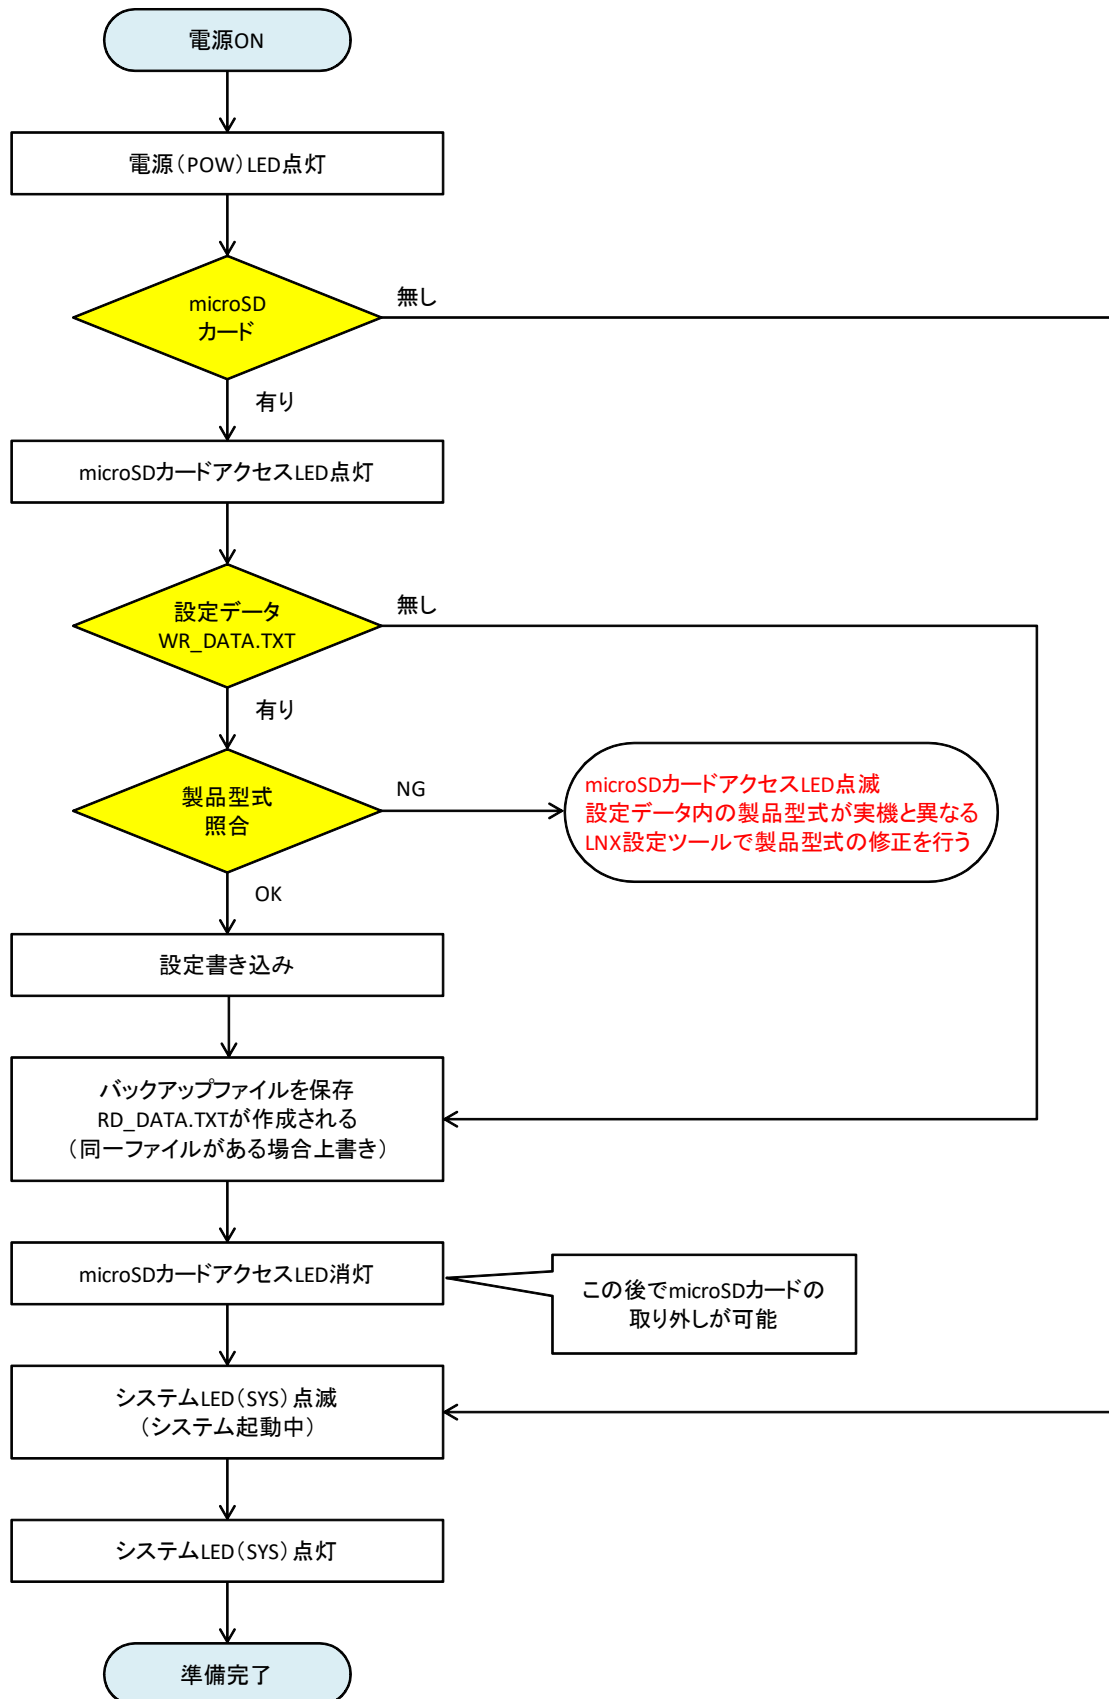 電源ON
電源（POW）LED点灯
microSD
カード
無し
有り
microSDカードアクセスLED点灯
設定データ
WR_DATA.TXT
無し
有り
製品型式
照合
NG
microSDカードアクセスLED点滅
設定データ内の製品型式が実機と異なる
LNX設定ツールで製品型式の修正を行う
OK
設定書き込み
バックアップファイルを保存
RD_DATA.TXTが作成される
（同一ファイルがある場合上書き）
microSDカードアクセスLED消灯
この後でmicroSDカードの
取り外しが可能
システムLED（SYS）点滅
（システム起動中）
システムLED（SYS）点灯
準備完了